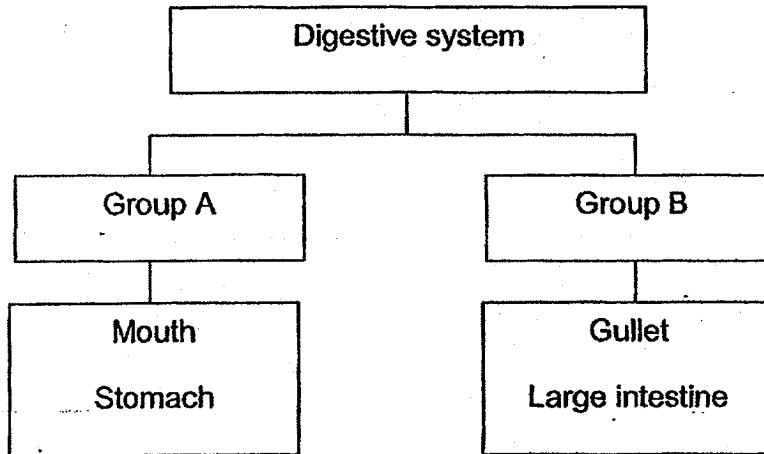 Digestive system
Group A
Group B
Mouth
Stomach
Gullet
Large intestine